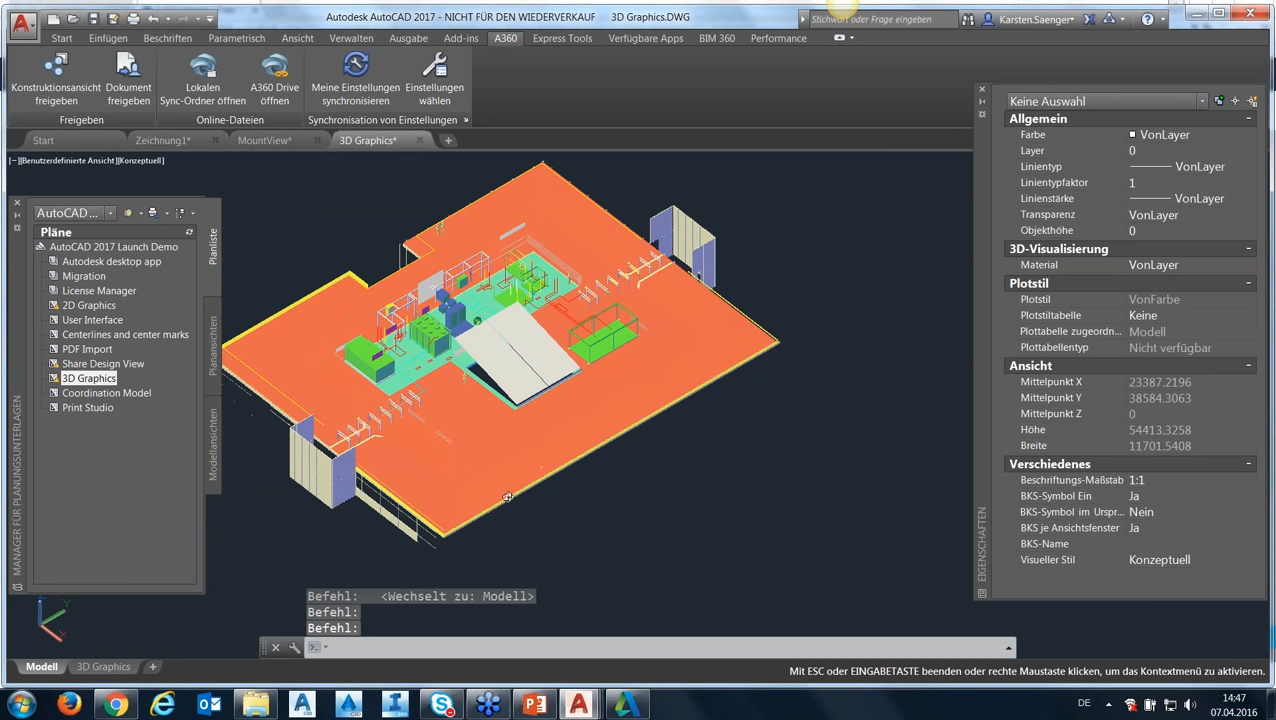 Autodesk AutoCAD 2017 - NICHT FÜR DEN WIEDERVERKAUF 3D Graphics.DWG
Stichwort oder Frage eingeben
Karsten.Saenger...
Start Einfügen Beschriften Parametrisch Ansicht Verwalten Ausgabe Add-ins A360 Express Tools Verfügbare Apps BIM 360 Performance
Konstruktionsansicht
freigeben
Dokument
freigeben
Lokalen
Sync-Ordner öffnen
A360 Drive
öffnen
Meine Einstellungen
synchronisieren
Einstellungen
wählen
Freigeben Online-Dateien Synchronisation von Einstellungen
Start Zeichnung1* MountView* 3D Graphics*
[−][Benutzerdefinierte Ansicht][Konzeptuell]
AutoCAD ...
Pläne
AutoCAD 2017 Launch Demo
Autodesk desktop app
Migration
License Manager
2D Graphics
User Interface
Centerlines and center marks
PDF Import
Share Design View
3D Graphics
Coordination Model
Print Studio
Planliste
Planansichten
Modellansichten
MANAGER FÜR PLANUNGSUNTERLAGEN
Keine Auswahl
Allgemein
Farbe VonLayer
Layer 0
Linientyp VonLayer
Linientypfaktor 1
Linienstärke VonLayer
Transparenz VonLayer
Objekthöhe 0
3D-Visualisierung
Material VonLayer
Plotstil
Plotstil VonFarbe
Plotstiltabelle Keine
Plottabelle zugeordn... Modell
Plottabellentyp Nicht verfügbar
Ansicht
Mittelpunkt X 23387.2196
Mittelpunkt Y 38584.3063
Mittelpunkt Z 0
Höhe 54413.3258
Breite 11701.5408
Verschiedenes
Beschriftungs-Maßstab 1:1
BKS-Symbol Ein Ja
BKS-Symbol im Urspr... Nein
BKS je Ansichtsfenster Ja
BKS-Name
Visueller Stil Konzeptuell
EIGENSCHAFTEN
Befehl: <Wechselt zu: Modell>
Befehl:
Befehl:
Modell 3D Graphics
Mit ESC oder EINGABETASTE beenden oder rechte Maustaste klicken, um das Kontextmenü zu aktivieren.
DE
14:47
07.04.2016